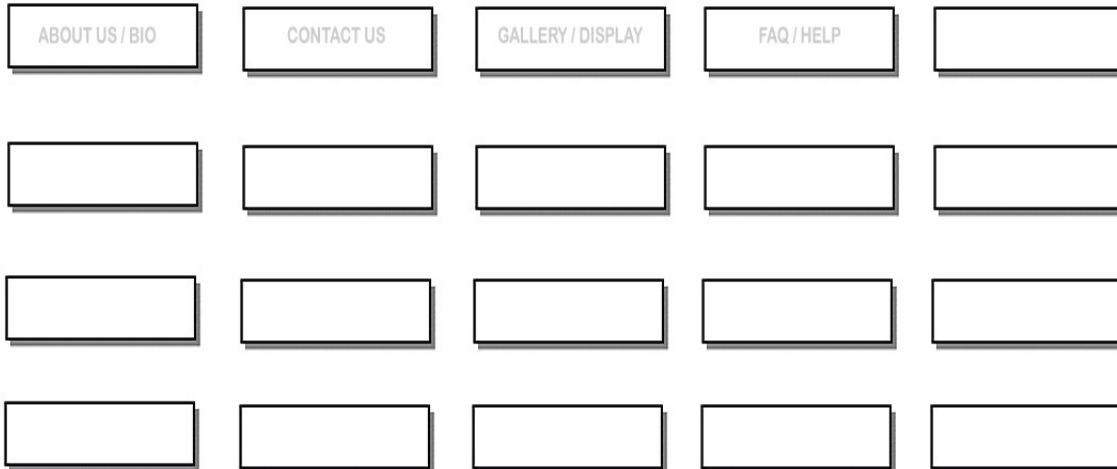 ABOUT US / BIO
CONTACT US
GALLERY / DISPLAY
FAQ / HELP